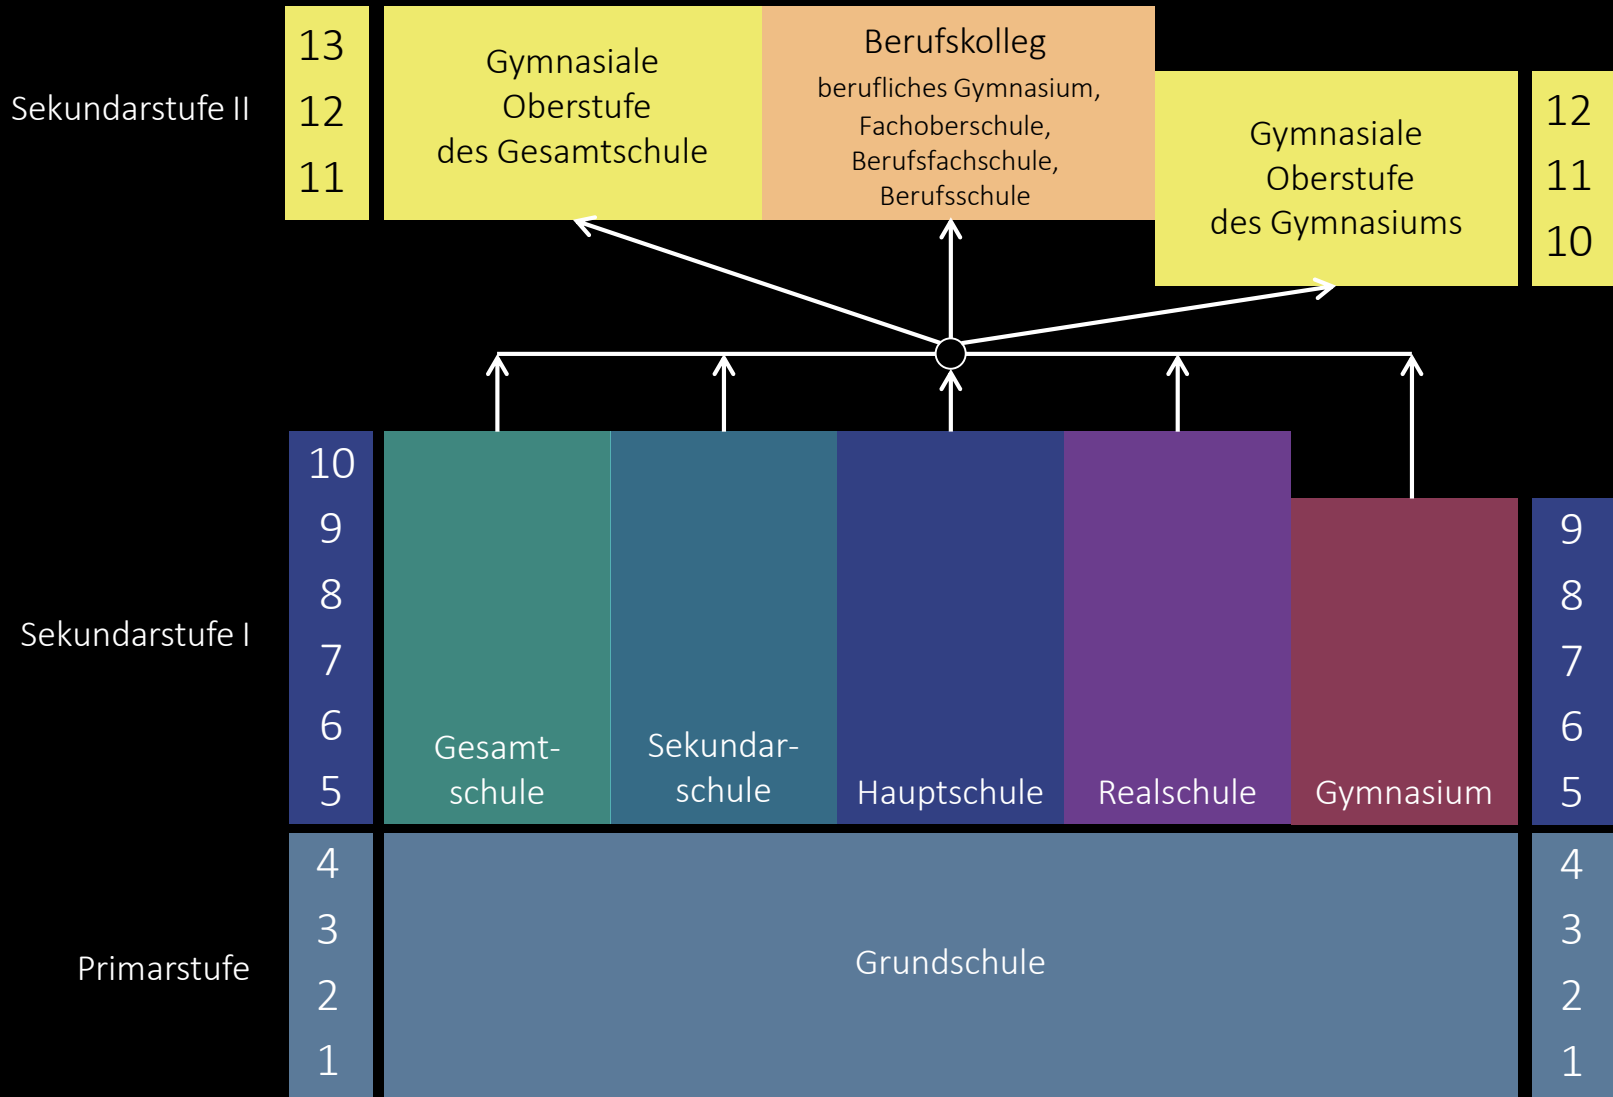 Sekundarstufe II
13
12
11
Gymnasiale
Oberstufe
des Gesamtschule
Berufskolleg
berufliches Gymnasium,
Fachoberschule,
Berufsfachschule,
Berufsschule
Gymnasiale
Oberstufe
des Gymnasiums
12
11
10
Sekundarstufe I
10
9
8
7
6
5
Gesamt-
schule
Sekundar-
schule
Hauptschule
Realschule
Gymnasium
9
8
7
6
5
Primarstufe
4
3
2
1
Grundschule
4
3
2
1